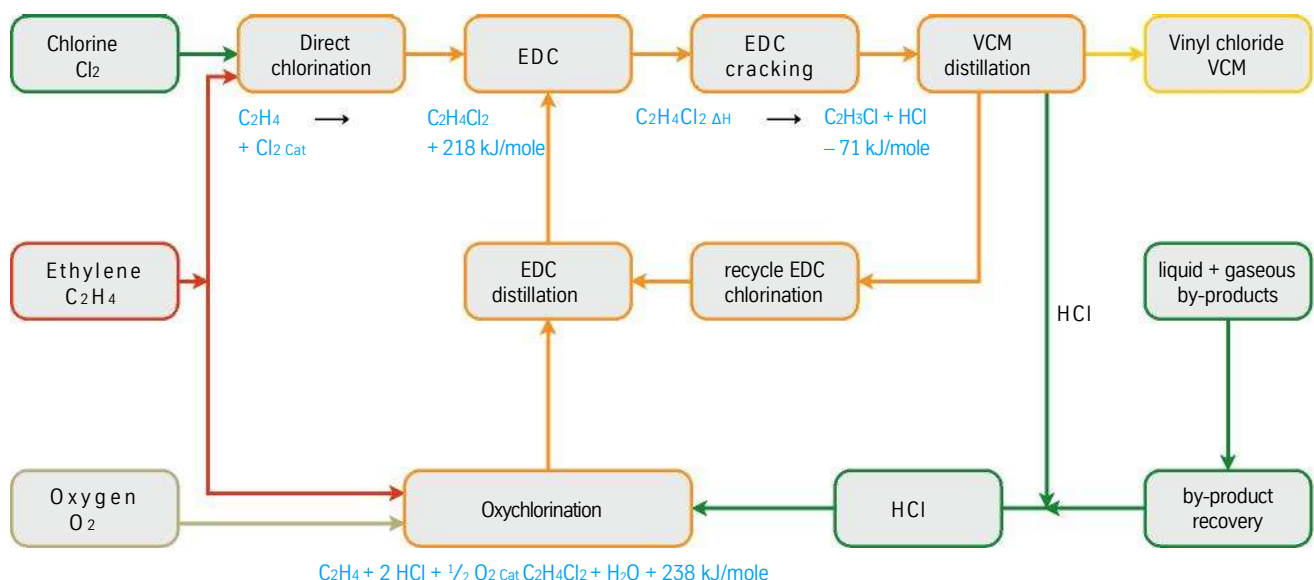 Chlorine
Cl2
Direct
chlorination
EDC
EDC
cracking
VCM
distillation
Vinyl chloride
VCM
C2H4 →
+ Cl2 Cat
C2H4Cl2
+ 218 kJ/mole
C2H4Cl2 ΔH → C2H3Cl + HCl
– 71 kJ/mole
Ethylene
C2H4
EDC
distillation
recycle EDC
chlorination
HCl
liquid + gaseous
by-products
Oxygen
O2
Oxychlorination
HCl
by-product
recovery
C2H4 + 2 HCl + 1/2 O2 Cat C2H4Cl2 + H2O + 238 kJ/mole